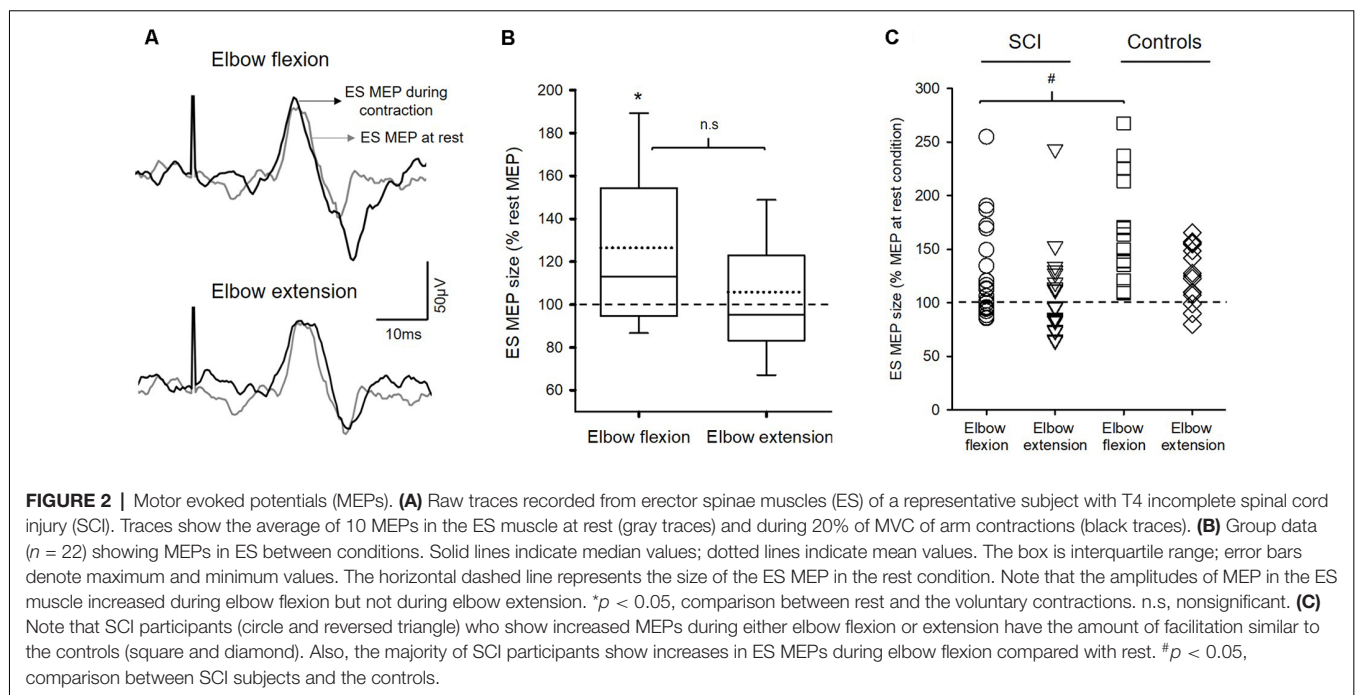 A
Elbow flexion
ES MEP during
contraction
ES MEP at rest
Elbow extension
50µV
10ms
B
ES MEP size (% rest MEP)
200
180
160
140
120
100
80
60
*
n.s
Elbow flexion
Elbow extension
C
SCI
Controls
#
ES MEP size (% MEP at rest condition)
300
250
200
150
100
50
0
Elbow
flexion
Elbow
extension
Elbow
flexion
Elbow
extension
FIGURE 2 | Motor evoked potentials (MEPs). (A) Raw traces recorded from erector spinae muscles (ES) of a representative subject with T4 incomplete spinal cord
injury (SCI). Traces show the average of 10 MEPs in the ES muscle at rest (gray traces) and during 20% of MVC of arm contractions (black traces). (B) Group data
(n = 22) showing MEPs in ES between conditions. Solid lines indicate median values; dotted lines indicate mean values. The box is interquartile range; error bars
denote maximum and minimum values. The horizontal dashed line represents the size of the ES MEP in the rest condition. Note that the amplitudes of MEP in the ES
muscle increased during elbow flexion but not during elbow extension. *p < 0.05, comparison between rest and the voluntary contractions. n.s, nonsignificant. (C)
Note that SCI participants (circle and reversed triangle) who show increased MEPs during either elbow flexion or extension have the amount of facilitation similar to
the controls (square and diamond). Also, the majority of SCI participants show increases in ES MEPs during elbow flexion compared with rest. #p < 0.05,
comparison between SCI subjects and the controls.